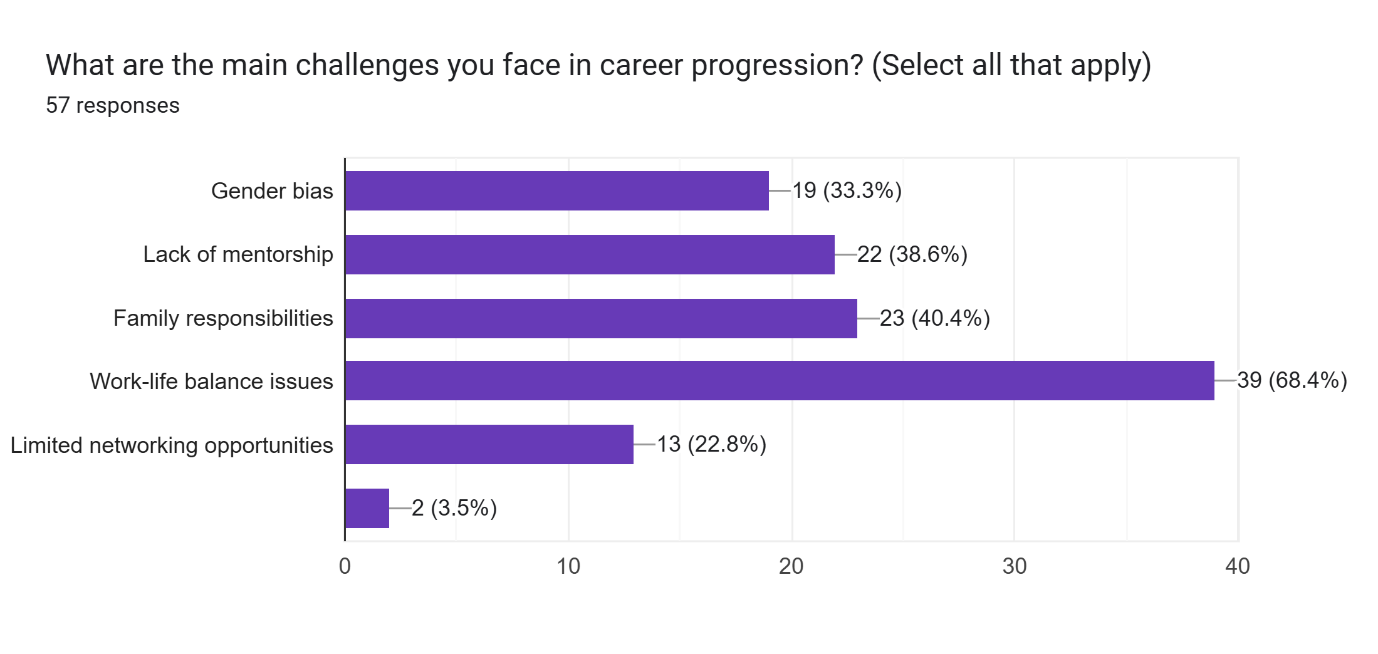 What are the main challenges you face in career progression? (Select all that apply)
57 responses
Gender bias 19 (33.3%)
Lack of mentorship 22 (38.6%)
Family responsibilities 23 (40.4%)
Work-life balance issues 39 (68.4%)
Limited networking opportunities 13 (22.8%)
2 (3.5%)
0 10 20 30 40